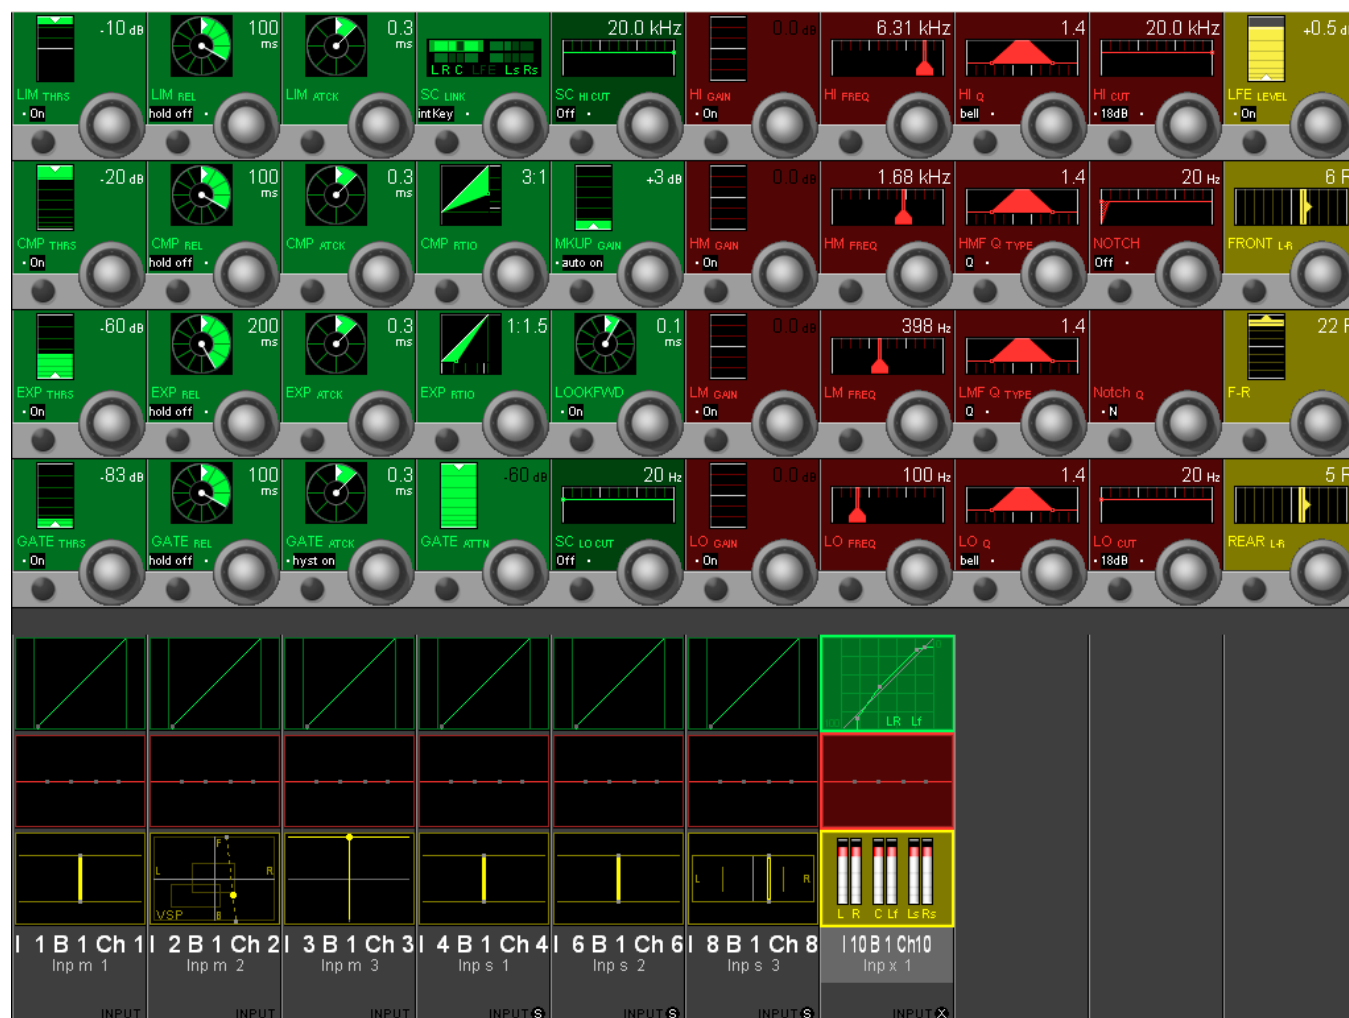 -10 dB 100 ms 0.3 ms 20.0 kHz 0.0 dB 6.31 kHz 1.4 20.0 kHz +0.5 d
L R C LFE Ls Rs
LIM THRS LIM REL LIM ATCK SC LINK SC HI CUT HI GAIN HI FREQ HI Q HI CUT LFE LEVEL
On hold off int Key Off On bell 18dB On
-20 dB 100 ms 0.3 ms 3:1 +3 dB 0.0 dB 1.68 kHz 1.4 20 Hz 6 F
CMP THRS CMP REL CMP ATCK CMP RTIO MKUP GAIN HM GAIN HM FREQ HMF Q TYPE NOTCH FRONT L-R
On hold off auto on On Q Off
-60 dB 200 ms 0.3 ms 1:1.5 0.1 ms 0.0 dB 398 Hz 1.4 22 F
EXP THRS EXP REL EXP ATCK EXP RTIO LOOKFWD LM GAIN LM FREQ LMF Q TYPE Notch Q F-R
On hold off On On Q N
-83 dB 100 ms 0.3 ms -60 dB 20 Hz 0.0 dB 100 Hz 1.4 20 Hz 5 F
GATE THRS GATE REL GATE ATCK GATE ATTN SC LO CUT LO GAIN LO FREQ LO Q LO CUT REAR L-R
On hold off hyst on Off On bell 18dB
LR Lf
F
L R L R
VSP B L R C Lf Ls Rs
I 1 B 1 Ch 1 I 2 B 1 Ch 2 I 3 B 1 Ch 3 I 4 B 1 Ch 4 I 6 B 1 Ch 6 I 8 B 1 Ch 8 I 10 B 1 Ch10
Inp m 1 Inp m 2 Inp m 3 Inp s 1 Inp s 2 Inp s 3 Inp x 1
INPUT INPUT INPUT INPUT S INPUT S INPUT S INPUT X